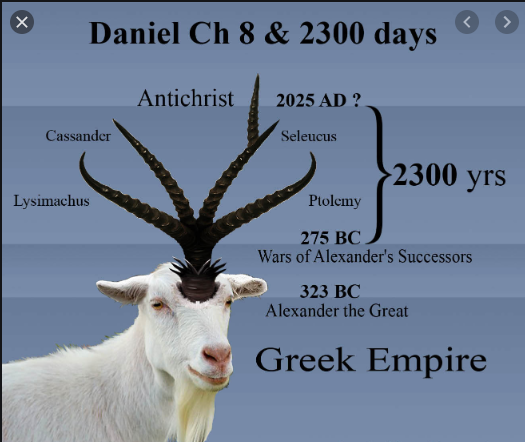 Daniel Ch 8 & 2300 days
Antichrist
2025 AD ?
Cassander
Seleucus
2300 yrs
Lysimachus
Ptolemy
275 BC
Wars of Alexander's Successors
323 BC
Alexander the Great
Greek Empire